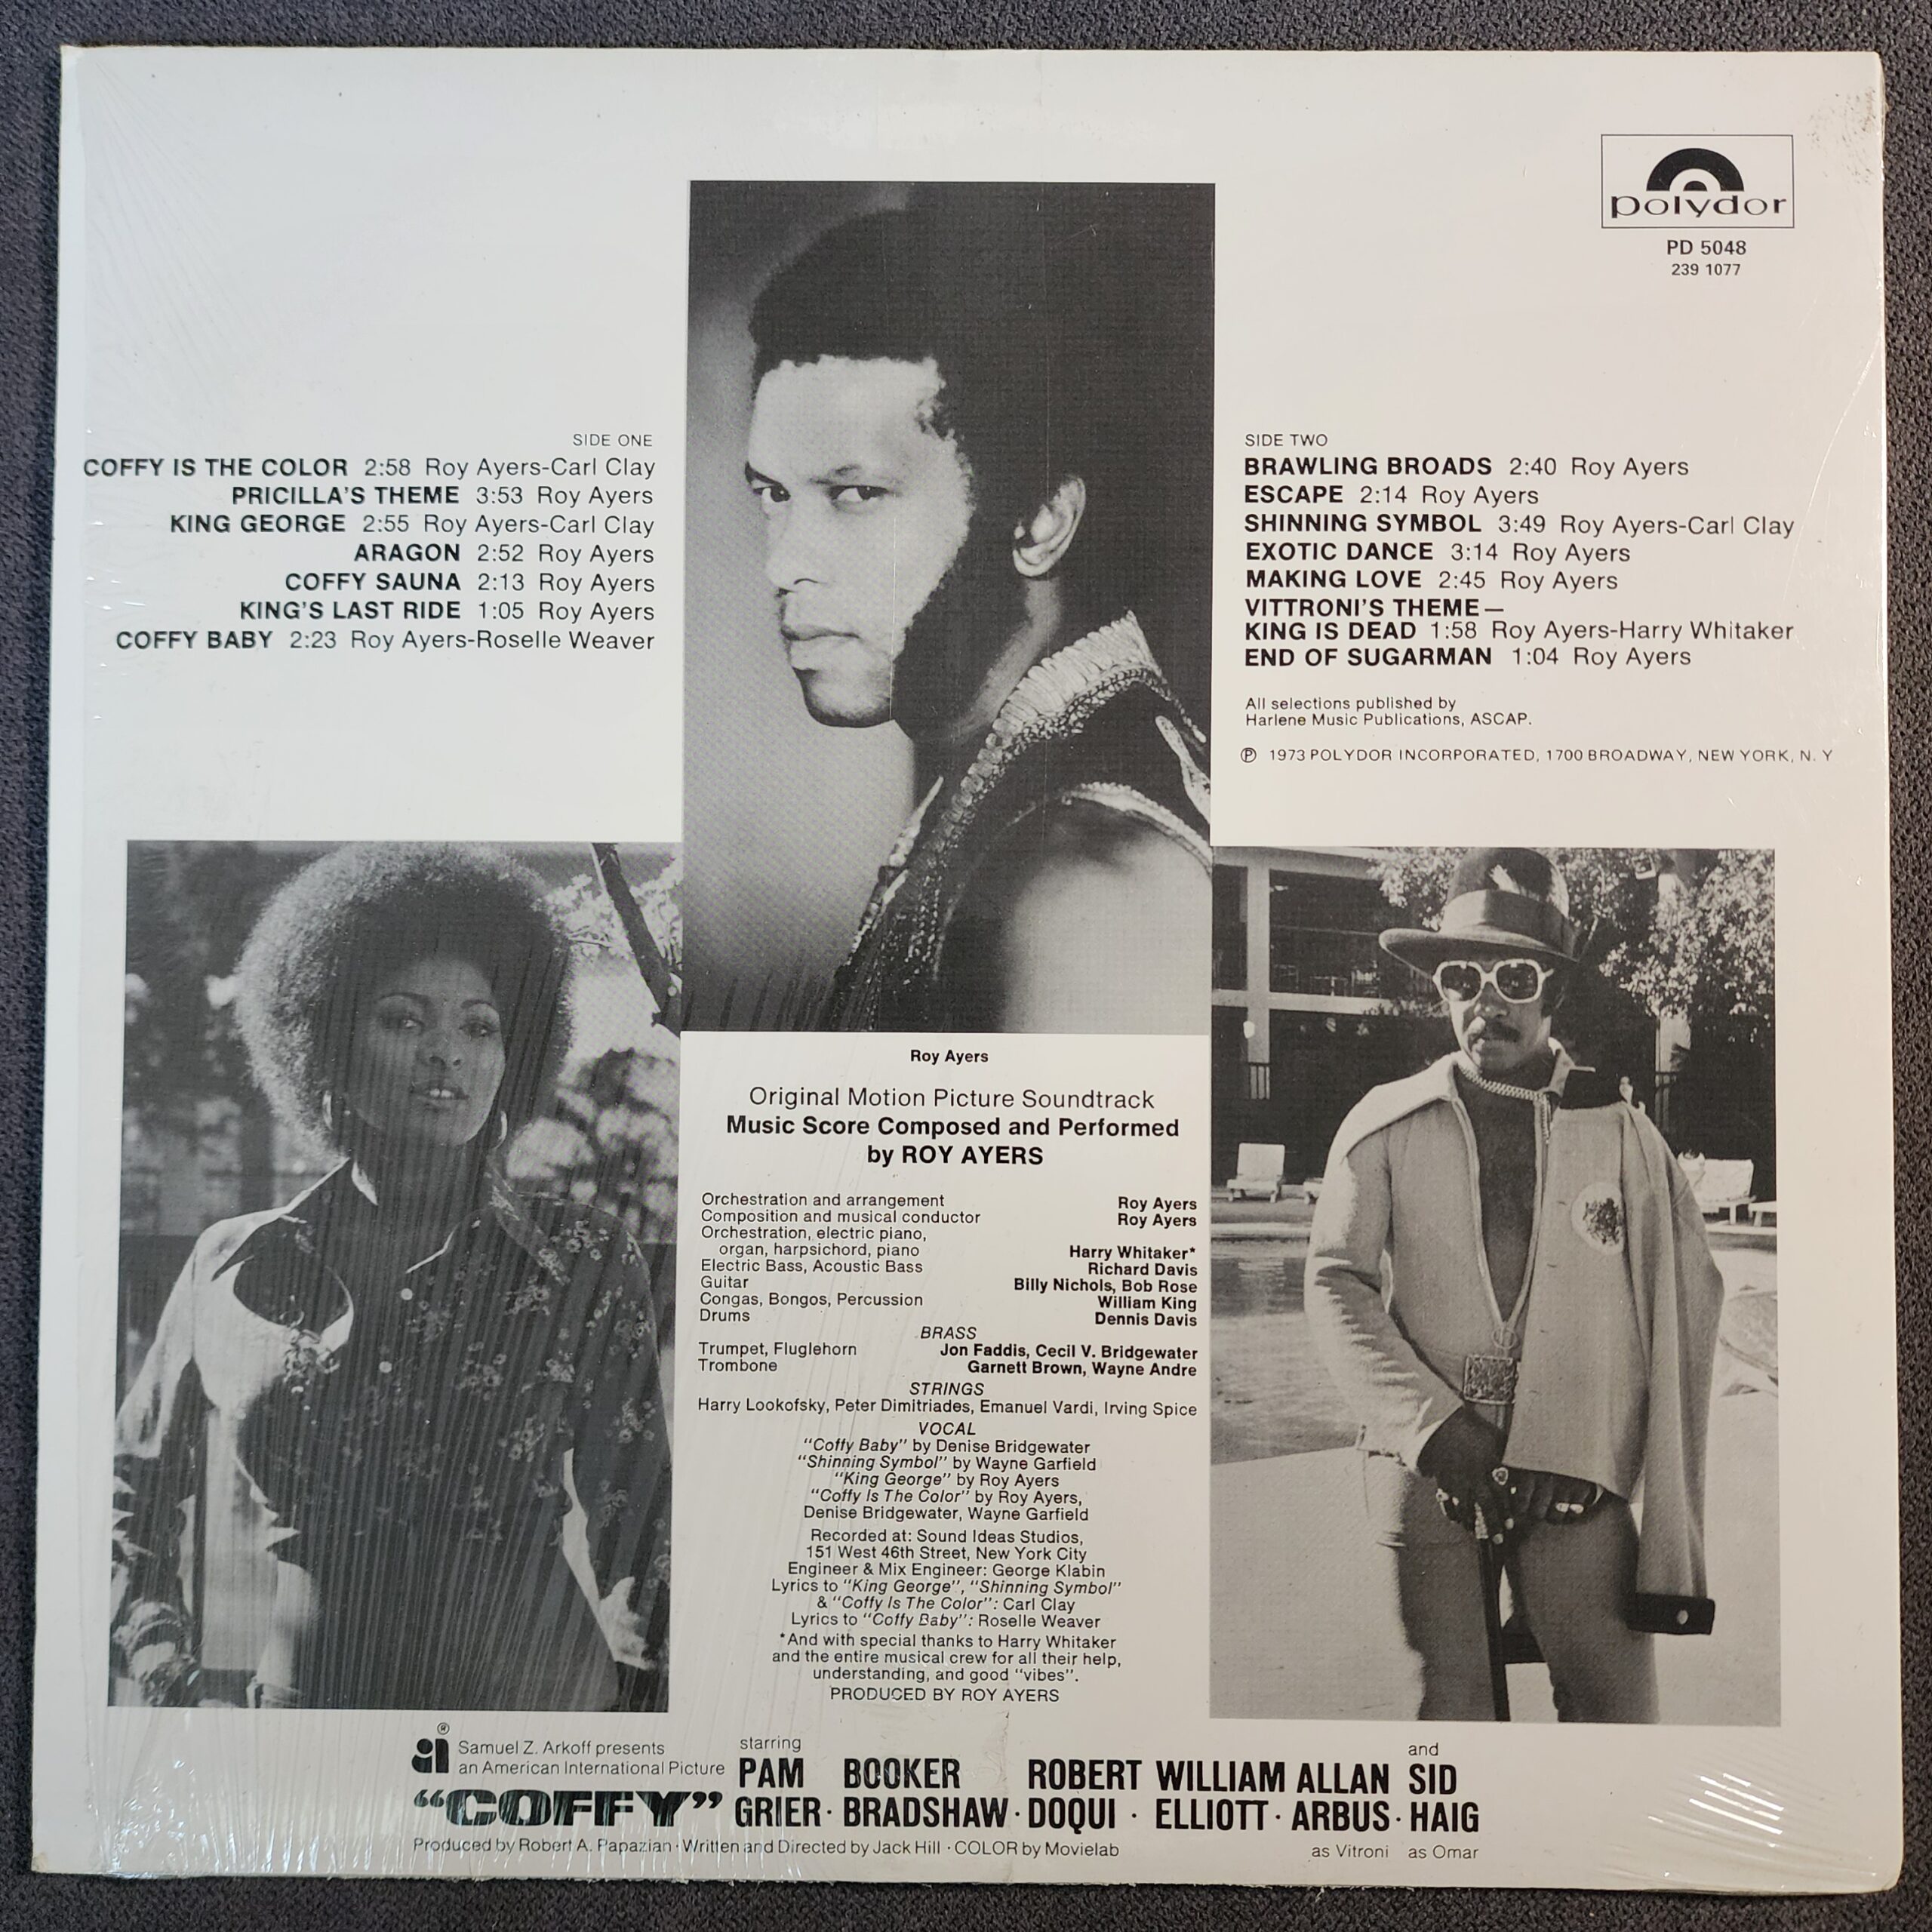 polydor
PD 5048
239 1077
SIDE ONE
COFFY IS THE COLOR 2:58 Roy Ayers-Carl Clay
PRICILLA'S THEME 3:53 Roy Ayers
KING GEORGE 2:55 Roy Ayers-Carl Clay
ARAGON 2:52 Roy Ayers
COFFY SAUNA 2:13 Roy Ayers
KING'S LAST RIDE 1:05 Roy Ayers
COFFY BABY 2:23 Roy Ayers-Roselle Weaver
SIDE TWO
BRAWLING BROADS 2:40 Roy Ayers
ESCAPE 2:14 Roy Ayers
SHINNING SYMBOL 3:49 Roy Ayers-Carl Clay
EXOTIC DANCE 3:14 Roy Ayers
MAKING LOVE 2:45 Roy Ayers
VITTRONI'S THEME—
KING IS DEAD 1:58 Roy Ayers-Harry Whitaker
END OF SUGARMAN 1:04 Roy Ayers
All selections published by
Harlene Music Publications, ASCAP.
℗ 1973 POLYDOR INCORPORATED, 1700 BROADWAY, NEW YORK, N. Y
Roy Ayers
Original Motion Picture Soundtrack
Music Score Composed and Performed
by ROY AYERS
Orchestration and arrangement Roy Ayers
Composition and musical conductor Roy Ayers
Orchestration, electric piano,
organ, harpsichord, piano Harry Whitaker*
Electric Bass, Acoustic Bass Richard Davis
Guitar Billy Nichols, Bob Rose
Congas, Bongos, Percussion William King
Drums Dennis Davis
BRASS
Trumpet, Fluglehorn Jon Faddis, Cecil V. Bridgewater
Trombone Garnett Brown, Wayne Andre
STRINGS
Harry Lookofsky, Peter Dimitriades, Emanuel Vardi, Irving Spice
VOCAL
"Coffy Baby" by Denise Bridgewater
"Shinning Symbol" by Wayne Garfield
"King George" by Roy Ayers
"Coffy Is The Color" by Roy Ayers,
Denise Bridgewater, Wayne Garfield
Recorded at: Sound Ideas Studios,
151 West 46th Street, New York City
Engineer & Mix Engineer: George Klabin
Lyrics to "King George", "Shinning Symbol"
& "Coffy Is The Color": Carl Clay
Lyrics to "Coffy Baby": Roselle Weaver
*And with special thanks to Harry Whitaker
and the entire musical crew for all their help,
understanding, and good "vibes".
PRODUCED BY ROY AYERS
ai ®
Samuel Z. Arkoff presents
an American International Picture
"COFFY"
starring
PAM GRIER · BOOKER BRADSHAW · ROBERT DOQUI · WILLIAM ELLIOTT · ALLAN ARBUS · and SID HAIG
as Vitroni as Omar
Produced by Robert A. Papazian · Written and Directed by Jack Hill · COLOR by Movielab